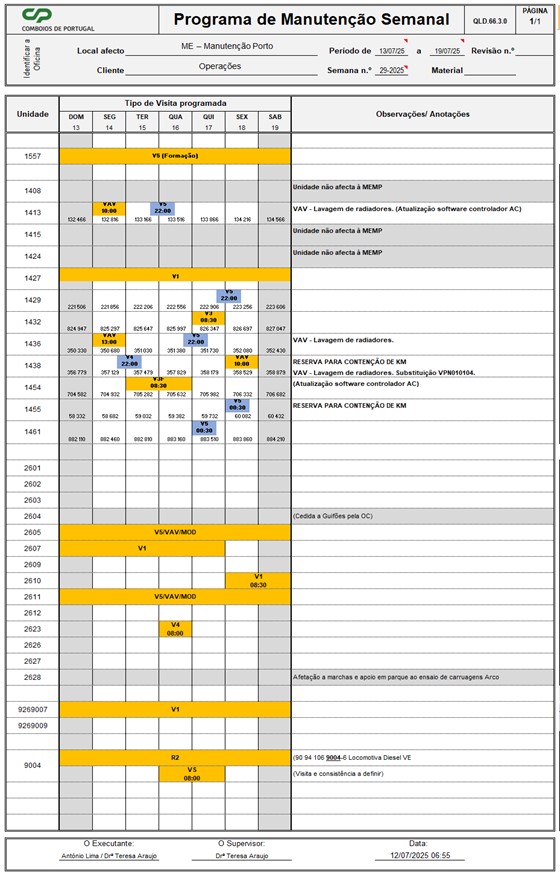 CP
COMBOIOS DE PORTUGAL
Programa de Manutenção Semanal
QLD.66.3.0
PÁGINA
1/1
Identificar a Oficina
Local afecto ME – Manutenção Porto Período de 13/07/25 a 19/07/25 Revisão n.º
Cliente Operações Semana n.º 29-2025 Material
Unidade Tipo de Visita programada Observações/ Anotações
DOM SEG TER QUA QUI SEX SAB
13 14 15 16 17 18 19
1557 V5 (Formação)
1408 Unidade não afecta à MEMP
1413 VAV 10:00 V5 22:00 VAV - Lavagem de radiadores. (Atualização software controlador AC)
132 466 132 816 133 166 133 516 133 866 134 216 134 566
1415 Unidade não afecta à MEMP
1424 Unidade não afecta à MEMP
1427 V1
1429 V5 22:00
221 506 221 856 222 206 222 556 222 906 223 256 223 606
1432 V3 08:30
824 947 825 297 825 647 825 997 826 347 826 697 827 047
1436 VAV 13:00 V5 22:00 VAV - Lavagem de radiadores.
350 330 350 680 351 030 351 380 351 730 352 080 352 430
1438 V4 22:00 VAV 10:00 RESERVA PARA CONTENÇÃO DE KM
356 779 357 129 357 479 357 829 358 179 358 529 358 879 VAV - Lavagem de radiadores. Substituição VPN010104.
1454 08:30 (Atualização software controlador AC)
704 582 704 932 705 282 705 632 705 982 706 332 706 682
1455 V5 00:30 RESERVA PARA CONTENÇÃO DE KM
58 332 58 682 59 032 59 382 59 732 60 082 60 432
1461 V5 00:30
882 110 882 460 882 810 883 160 883 510 883 860 884 210
2601
2602
2603
2604 (Cedida a Guifões pela OC)
2605 V5/VAV/MOD
2607 V1
2609
2610 V1 08:30
2611 V5/VAV/MOD
2612
2623 V4 08:00
2626
2627
2628 Afetação a marchas e apoio em parque ao ensaio de carruagens Arco
9269007 V1
9269009
9004 R2 (90 94 106 9004-6 Locomotiva Diesel VE
V5 08:00 (Visita e consistência a definir)
O Executante: O Supervisor: Data:
António Lima / Drª Teresa Araujo Drª Teresa Araujo 12/07/2025 06:55